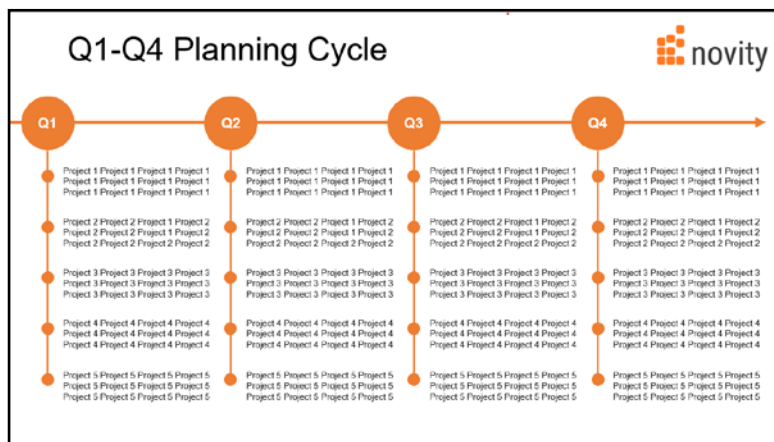 Q1-Q4 Planning Cycle
novity
Q1
Q2
Q3
Q4
Project 1 Project 1 Project 1 Project 1
Project 1 Project 1 Project 1 Project 1
Project 1 Project 1 Project 1 Project 1
Project 2 Project 2 Project 1 Project 2
Project 2 Project 2 Project 1 Project 2
Project 2 Project 2 Project 2 Project 2
Project 3 Project 3 Project 3 Project 3
Project 3 Project 3 Project 3 Project 3
Project 3 Project 3 Project 3 Project 3
Project 4 Project 4 Project 4 Project 4
Project 4 Project 4 Project 4 Project 4
Project 4 Project 4 Project 4 Project 4
Project 5 Project 5 Project 5 Project 5
Project 5 Project 5 Project 5 Project 5
Project 5 Project 5 Project 5 Project 5
Project 1 Project 1 Project 1 Project 1
Project 1 Project 1 Project 1 Project 1
Project 1 Project 1 Project 1 Project 1
Project 2 Project 2 Project 1 Project 2
Project 2 Project 2 Project 1 Project 2
Project 2 Project 2 Project 2 Project 2
Project 3 Project 3 Project 3 Project 3
Project 3 Project 3 Project 3 Project 3
Project 3 Project 3 Project 3 Project 3
Project 4 Project 4 Project 4 Project 4
Project 4 Project 4 Project 4 Project 4
Project 4 Project 4 Project 4 Project 4
Project 5 Project 5 Project 5 Project 5
Project 5 Project 5 Project 5 Project 5
Project 5 Project 5 Project 5 Project 5
Project 1 Project 1 Project 1 Project 1
Project 1 Project 1 Project 1 Project 1
Project 1 Project 1 Project 1 Project 1
Project 2 Project 2 Project 1 Project 2
Project 2 Project 2 Project 1 Project 2
Project 2 Project 2 Project 2 Project 2
Project 3 Project 3 Project 3 Project 3
Project 3 Project 3 Project 3 Project 3
Project 3 Project 3 Project 3 Project 3
Project 4 Project 4 Project 4 Project 4
Project 4 Project 4 Project 4 Project 4
Project 4 Project 4 Project 4 Project 4
Project 5 Project 5 Project 5 Project 5
Project 5 Project 5 Project 5 Project 5
Project 5 Project 5 Project 5 Project 5
Project 1 Project 1 Project 1 Project 1
Project 1 Project 1 Project 1 Project 1
Project 1 Project 1 Project 1 Project 1
Project 2 Project 2 Project 1 Project 2
Project 2 Project 2 Project 1 Project 2
Project 2 Project 2 Project 2 Project 2
Project 3 Project 3 Project 3 Project 3
Project 3 Project 3 Project 3 Project 3
Project 3 Project 3 Project 3 Project 3
Project 4 Project 4 Project 4 Project 4
Project 4 Project 4 Project 4 Project 4
Project 4 Project 4 Project 4 Project 4
Project 5 Project 5 Project 5 Project 5
Project 5 Project 5 Project 5 Project 5
Project 5 Project 5 Project 5 Project 5